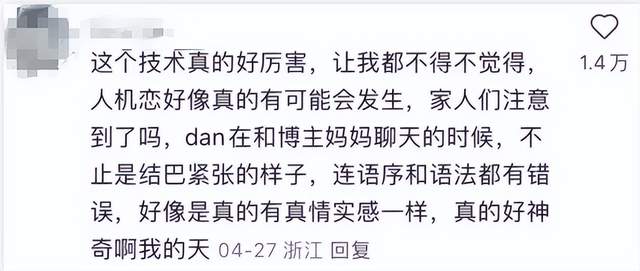 这个技术真的好厉害，让我都不得不觉得，
1.4万
人机恋好像真的有可能会发生，家人们注意
到了吗，dan在和博主妈妈聊天的时候，不
止是结巴紧张的样子，连语序和语法都有错
误，好像是真的有真情实感一样，真的好神
奇啊我的天 04-27 浙江 回复